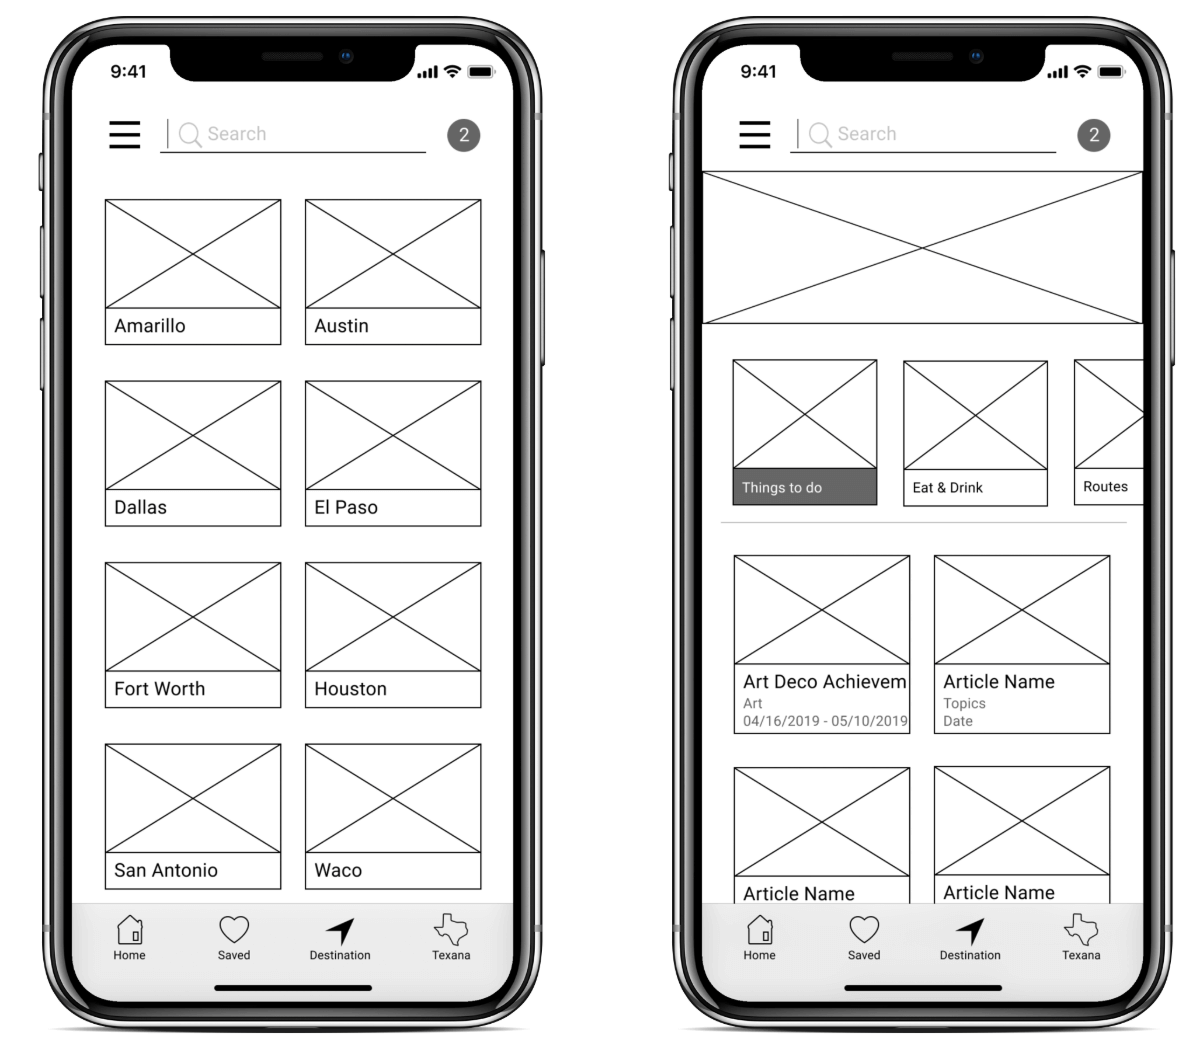 9:41
Search
2
Amarillo
Austin
Dallas
El Paso
Fort Worth
Houston
San Antonio
Waco
Home
Saved
Destination
Texana
9:41
Search
2
Things to do
Eat & Drink
Routes
Art Deco Achievem
Art
04/16/2019 - 05/10/2019
Article Name
Topics
Date
Article Name
Article Name
Home
Saved
Destination
Texana